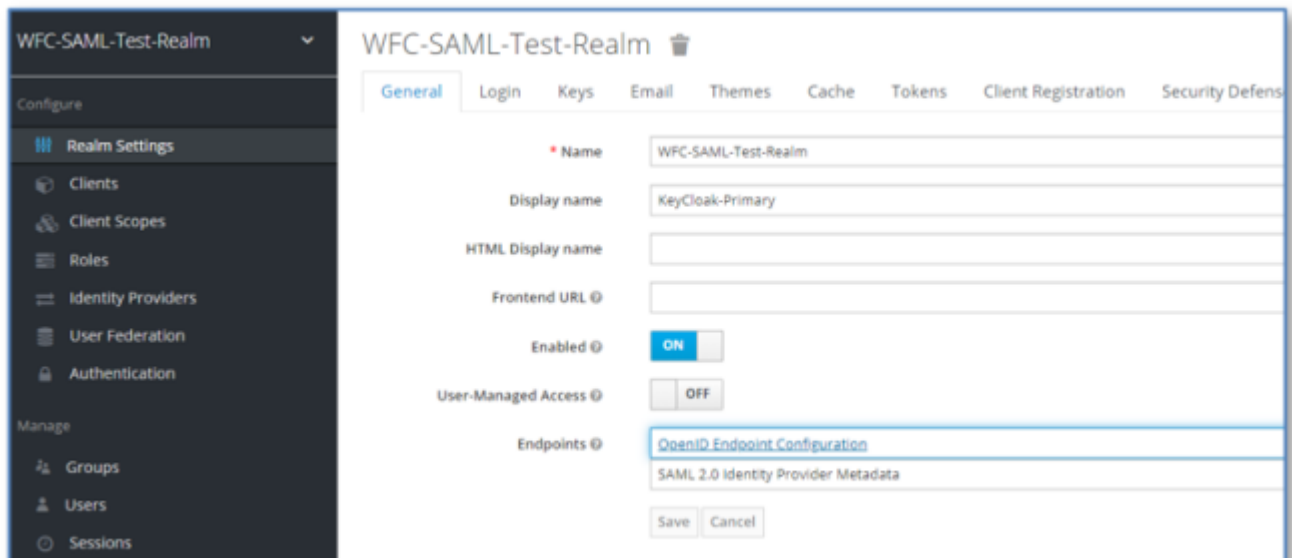 WFC-SAML-Test-Realm
Configure
Realm Settings
Clients
Client Scopes
Roles
Identity Providers
User Federation
Authentication
Manage
Groups
Users
Sessions
WFC-SAML-Test-Realm
General Login Keys Email Themes Cache Tokens Client Registration Security Defens
* Name WFC-SAML-Test-Realm
Display name KeyCloak-Primary
HTML Display name
Frontend URL
Enabled ON
User-Managed Access OFF
Endpoints OpenID Endpoint Configuration
SAML 2.0 Identity Provider Metadata
Save Cancel